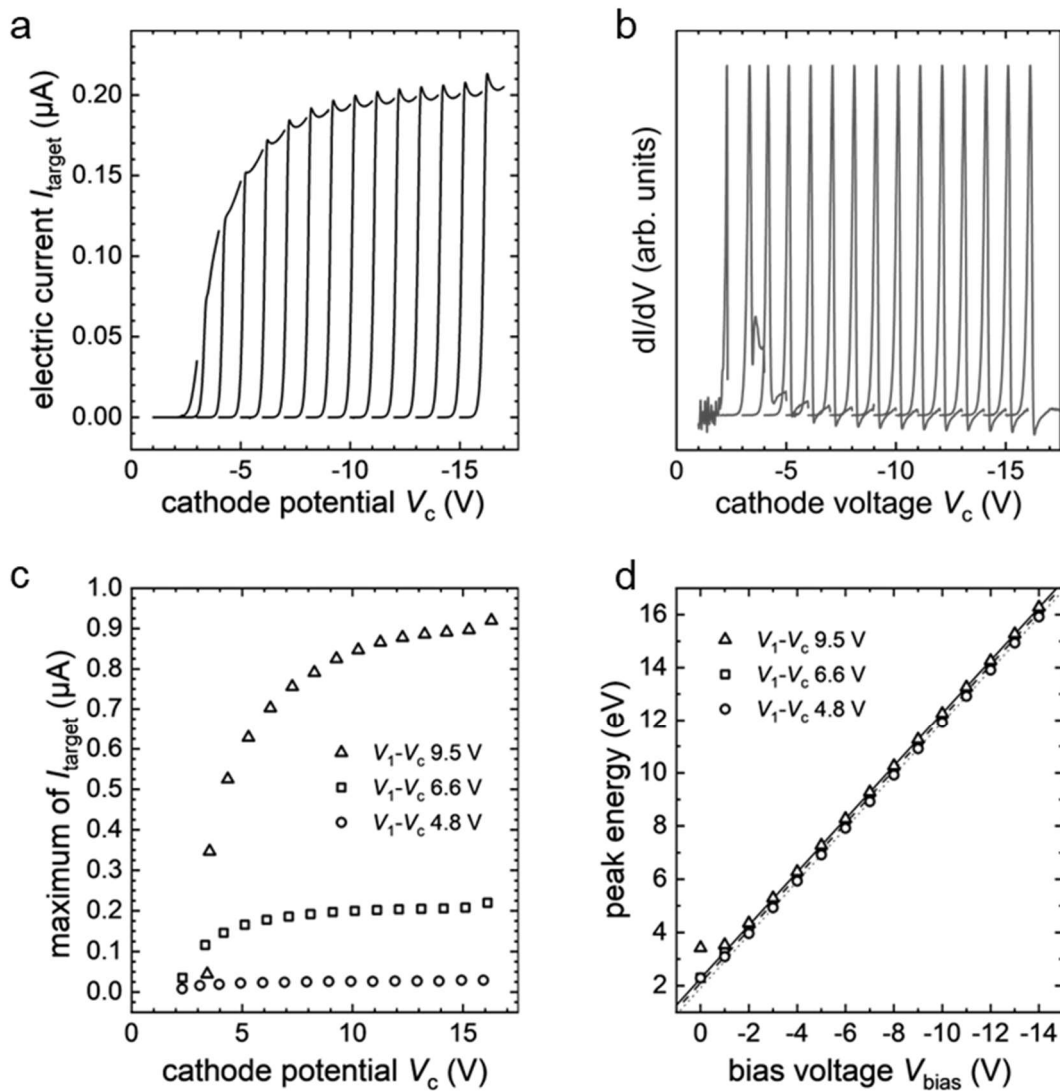 a
electric current I_target (µA)
0.20
0.15
0.10
0.05
0.00
0
-5
-10
-15
cathode potential V_c (V)
b
dI/dV (arb. units)
0
-5
-10
-15
cathode voltage V_c (V)
c
maximum of I_target (µA)
1.0
0.9
0.8
0.7
0.6
0.5
0.4
0.3
0.2
0.1
0.0
V_1-V_c 9.5 V
V_1-V_c 6.6 V
V_1-V_c 4.8 V
0
5
10
15
cathode potential V_c (V)
d
peak energy (eV)
16
14
12
10
8
6
4
2
V_1-V_c 9.5 V
V_1-V_c 6.6 V
V_1-V_c 4.8 V
0
-2
-4
-6
-8
-10
-12
-14
bias voltage V_bias (V)